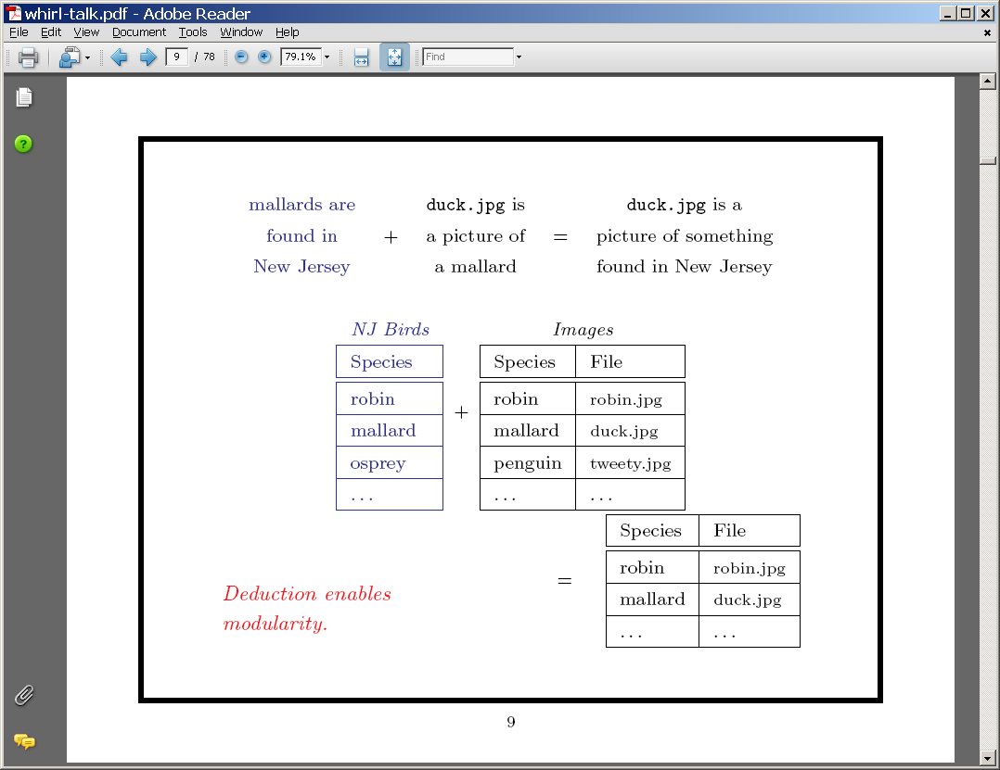 whirl-talk.pdf - Adobe Reader
File Edit View Document Tools Window Help
9 / 78 79.1% Find
mallards are duck.jpg is duck.jpg is a
found in + a picture of = picture of something
New Jersey a mallard found in New Jersey
NJ Birds Images
Species Species File
robin robin robin.jpg
+
mallard mallard duck.jpg
osprey penguin tweety.jpg
... ... ...
Species File
robin robin.jpg
=
Deduction enables mallard duck.jpg
modularity. ... ...
9